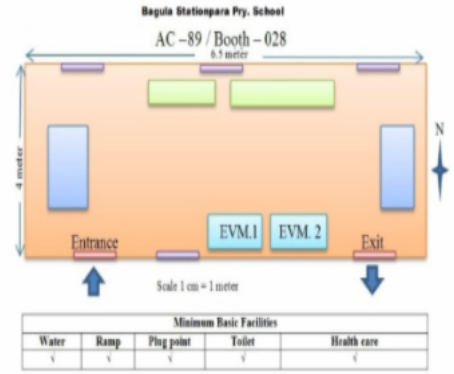 Bagula Stationpara Pry. School
AC –89 / Booth – 028
6.5 meter
4 meter
N
EVM.1 EVM. 2
Entrance Exit
Scale 1 cm = 1 meter
Minimum Basic Facilities
Water Ramp Plug point Toilet Health care
√ √ √ √ √